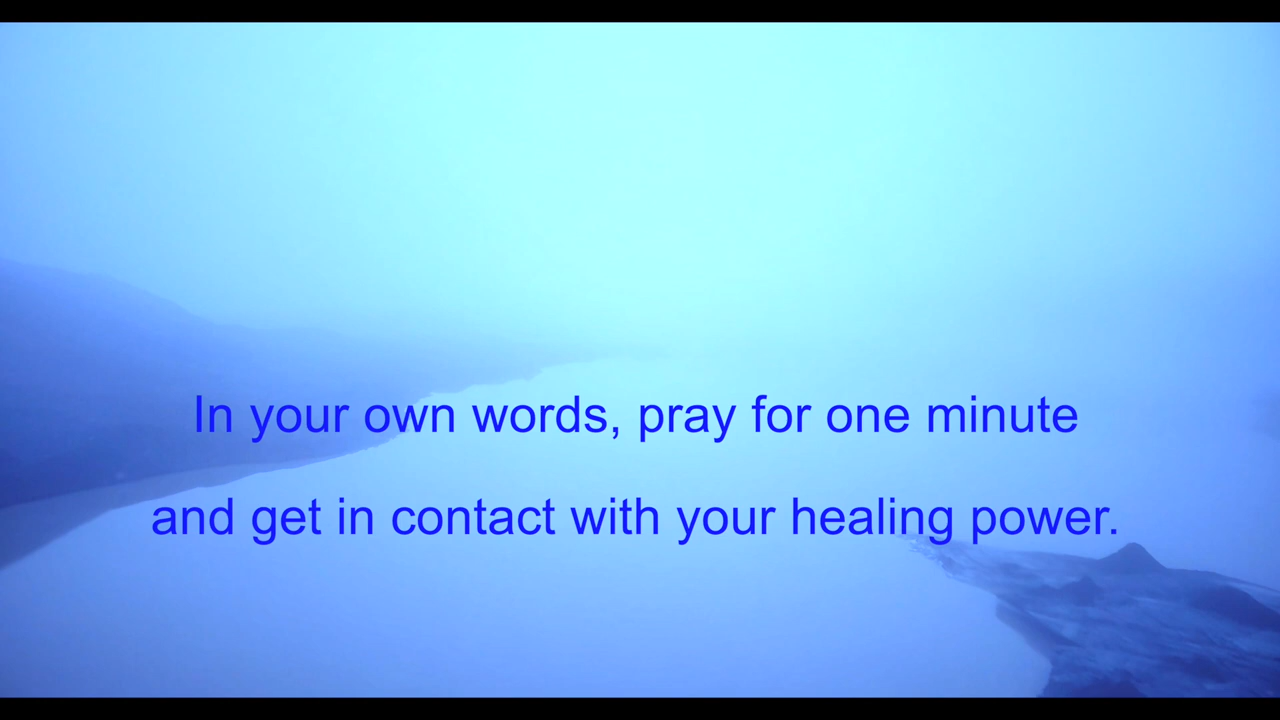 In your own words, pray for one minute
and get in contact with your healing power.